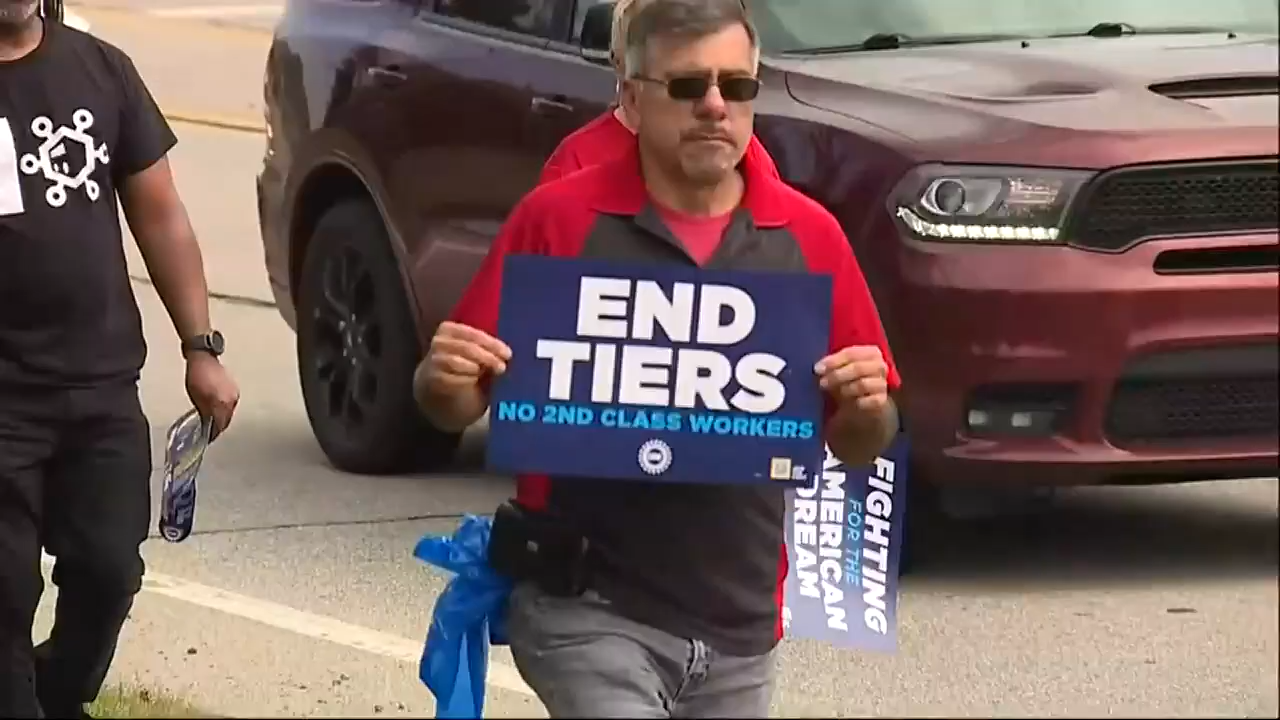 END
TIERS
NO 2ND CLASS WORKERS
FIGHTING
FOR THE
AMERICAN
DREAM